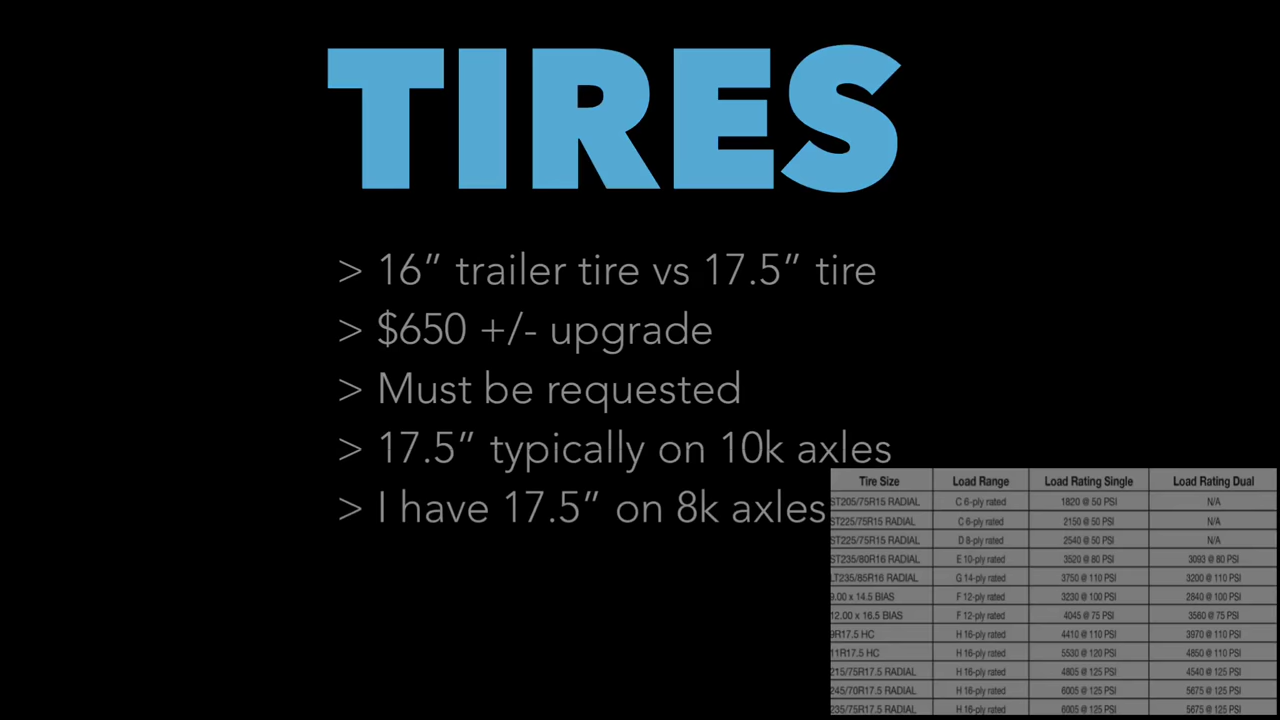 TIRES
> 16” trailer tire vs 17.5” tire
> $650 +/- upgrade
> Must be requested
> 17.5” typically on 10k axles
> I have 17.5” on 8k axles
Tire Size Load Range Load Rating Single Load Rating Dual
ST205/75R15 RADIAL C 6-ply rated 1820 @ 50 PSI N/A
ST225/75R15 RADIAL C 6-ply rated 2150 @ 50 PSI N/A
ST225/75R15 RADIAL D 8-ply rated 2540 @ 50 PSI N/A
ST235/80R16 RADIAL E 10-ply rated 3520 @ 80 PSI 3093 @ 80 PSI
LT235/85R16 RADIAL G 14-ply rated 3750 @ 110 PSI 3200 @ 110 PSI
9.00 x 14.5 BIAS F 12-ply rated 3230 @ 100 PSI 2840 @ 100 PSI
12.00 x 16.5 BIAS F 12-ply rated 4045 @ 75 PSI 3560 @ 75 PSI
9R17.5 HC H 16-ply rated 4410 @ 110 PSI 3970 @ 110 PSI
11R17.5 HC H 16-ply rated 5530 @ 120 PSI 4850 @ 110 PSI
215/75R17.5 RADIAL H 16-ply rated 4805 @ 125 PSI 4540 @ 125 PSI
245/70R17.5 RADIAL H 16-ply rated 6005 @ 125 PSI 5675 @ 125 PSI
235/75R17.5 RADIAL H 16-ply rated 6005 @ 125 PSI 5675 @ 125 PSI